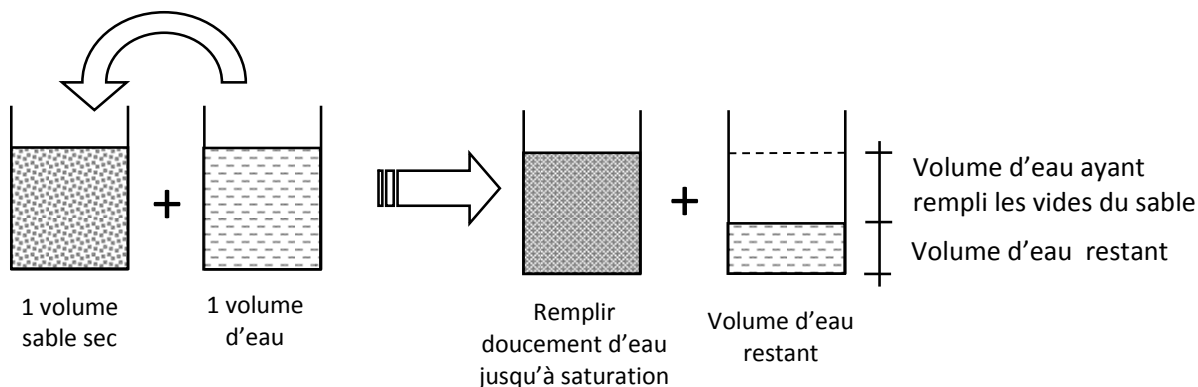 +
+
Volume d’eau ayant
rempli les vides du sable
Volume d’eau restant
1 volume
sable sec
1 volume
d’eau
Remplir
doucement d’eau
jusqu’à saturation
Volume d’eau
restant